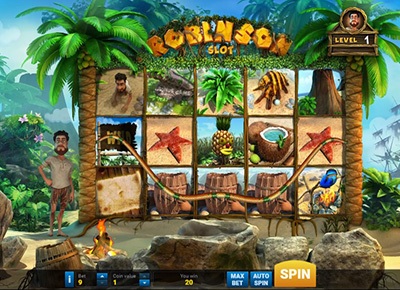 ROBINSON
SLOT
LEVEL 1
i
Bet
9
Coin value
1
You win
20
MAX
BET
AUTO
SPIN
SPIN